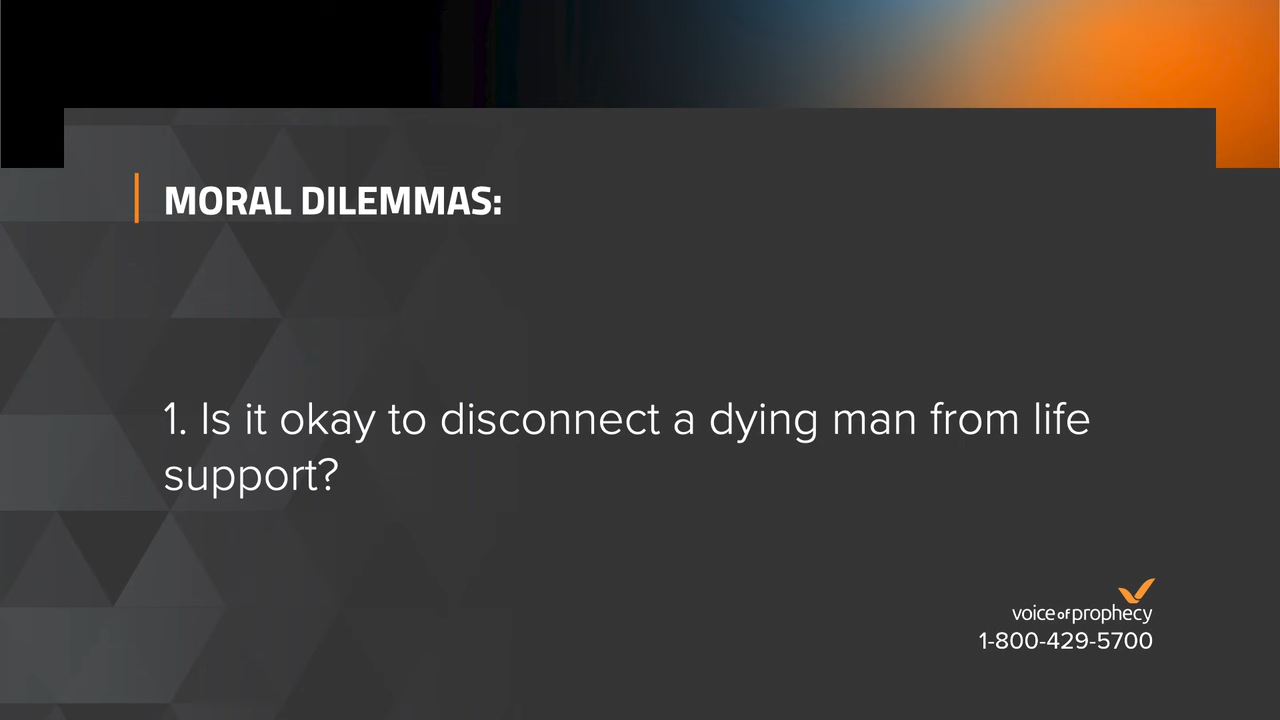 MORAL DILEMMAS:
1. Is it okay to disconnect a dying man from life
support?
voice of prophecy
1-800-429-5700